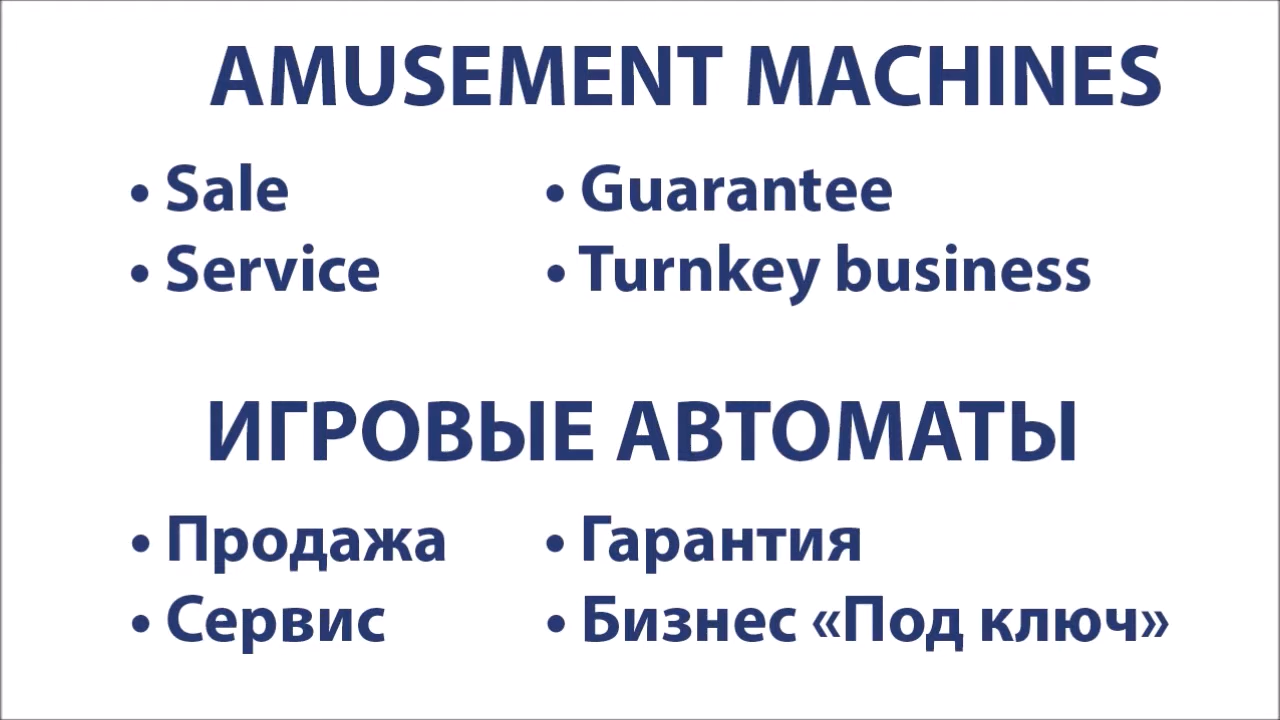 AMUSEMENT MACHINES
• Sale • Guarantee
• Service • Turnkey business
ИГРОВЫЕ АВТОМАТЫ
• Продажа • Гарантия
• Сервис • Бизнес «Под ключ»